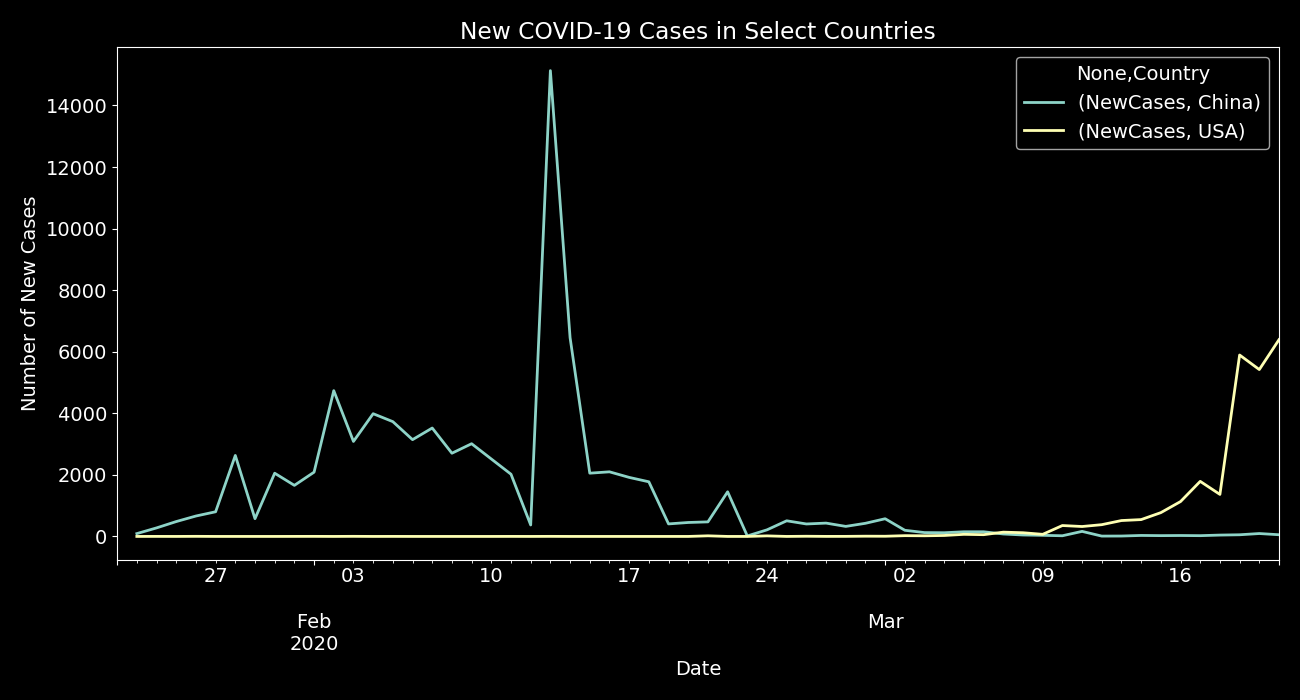 New COVID-19 Cases in Select Countries
None,Country
(NewCases, China)
(NewCases, USA)
Number of New Cases
14000
12000
10000
8000
6000
4000
2000
0
27 03 10 17 24 02 09 16
Feb Mar
2020
Date